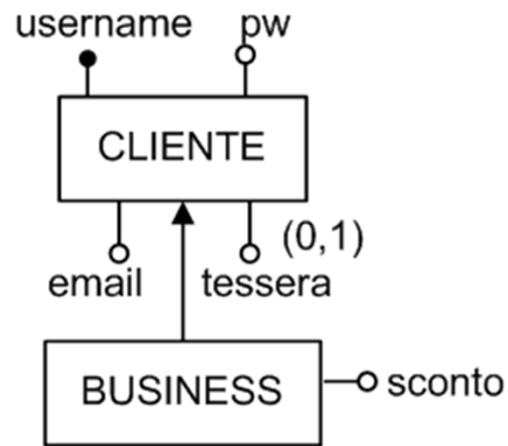 username pw
CLIENTE
(0,1)
email tessera
BUSINESS sconto